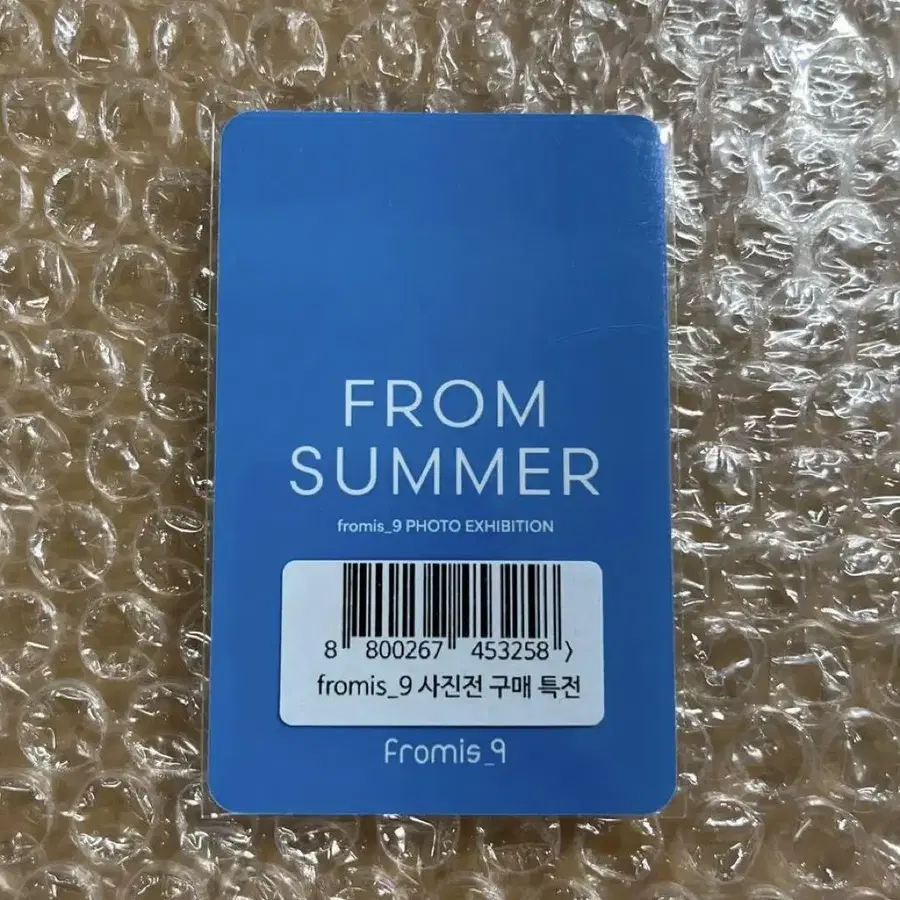 FROM
SUMMER
fromis_9 PHOTO EXHIBITION
8 800267 453258 >
fromis_9 사진전 구매 특전
fromis_9